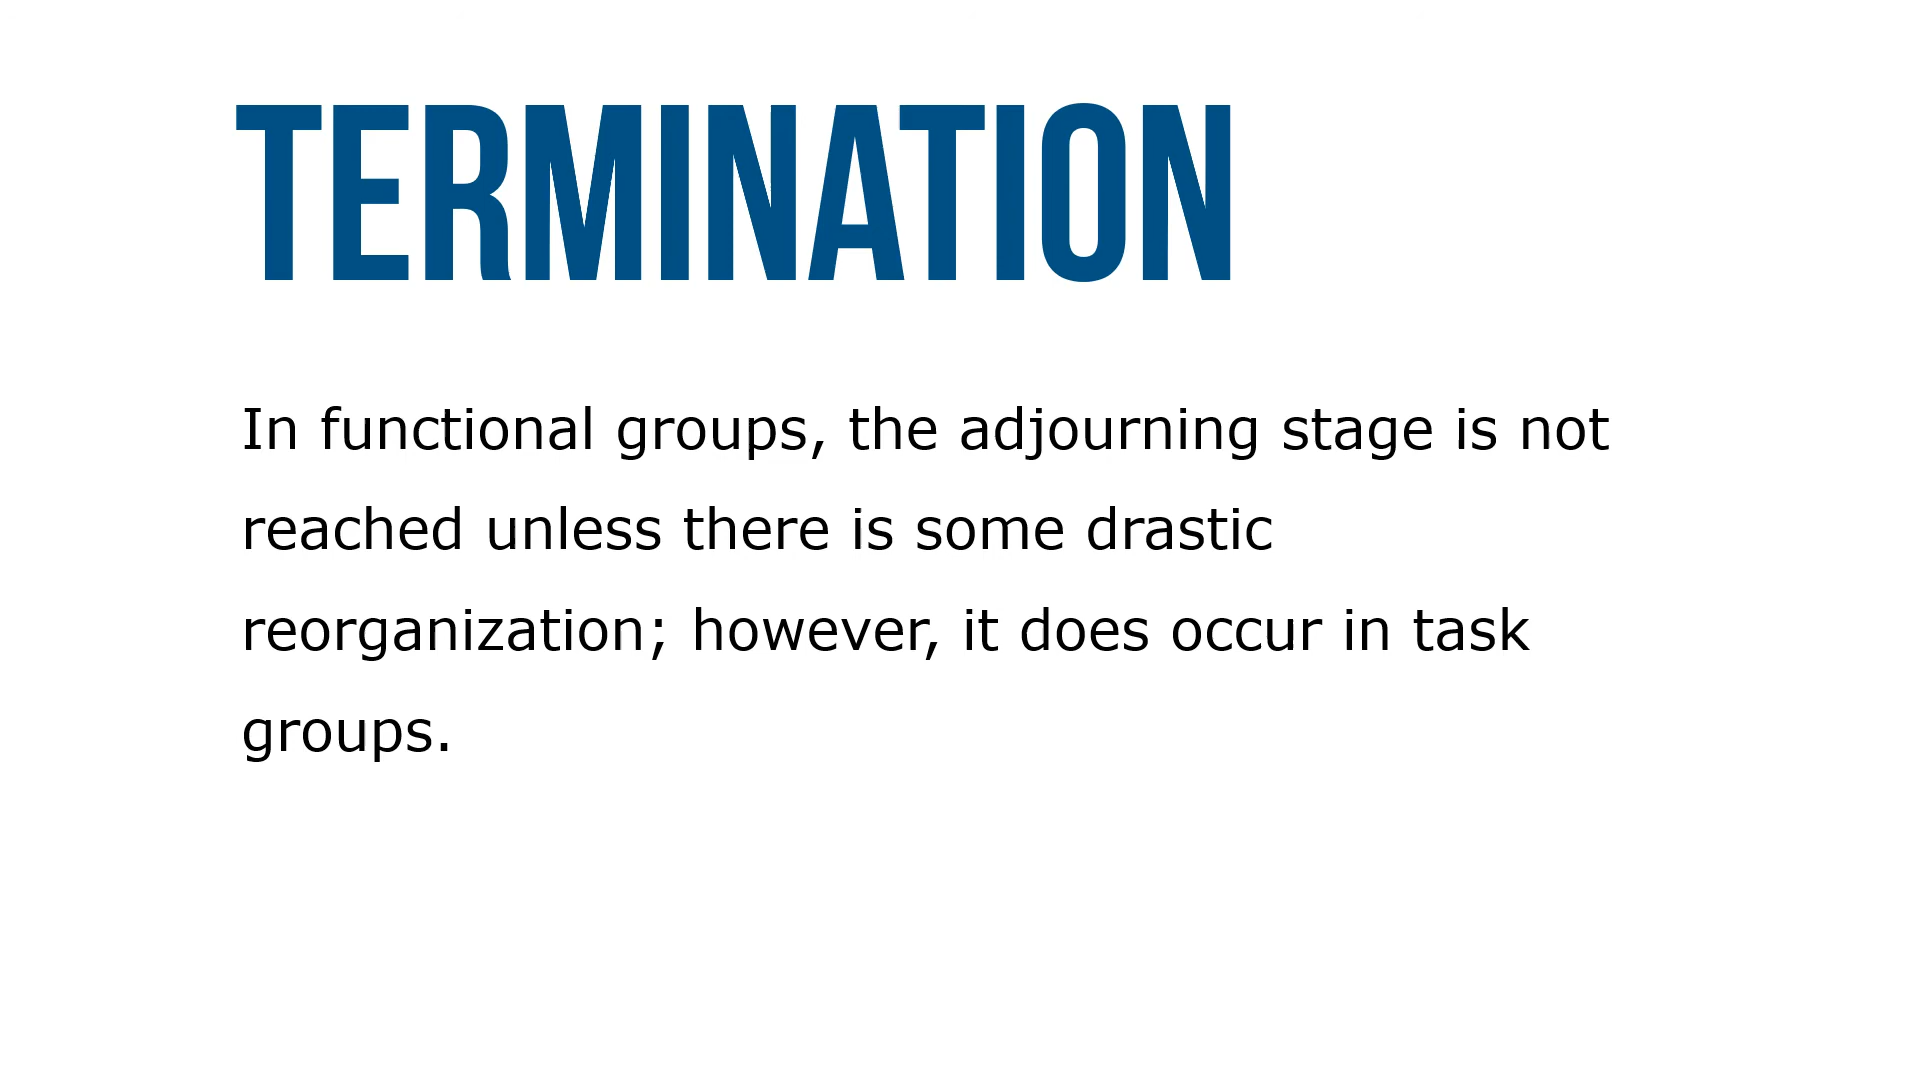 TERMINATION
In functional groups, the adjourning stage is not
reached unless there is some drastic
reorganization; however, it does occur in task
groups.